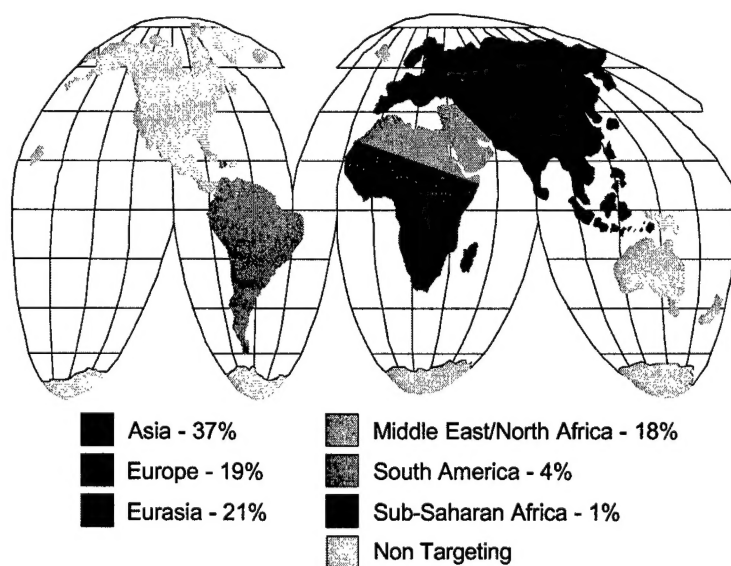 Asia - 37%
Europe - 19%
Eurasia - 21%
Middle East/North Africa - 18%
South America - 4%
Sub-Saharan Africa - 1%
Non Targeting